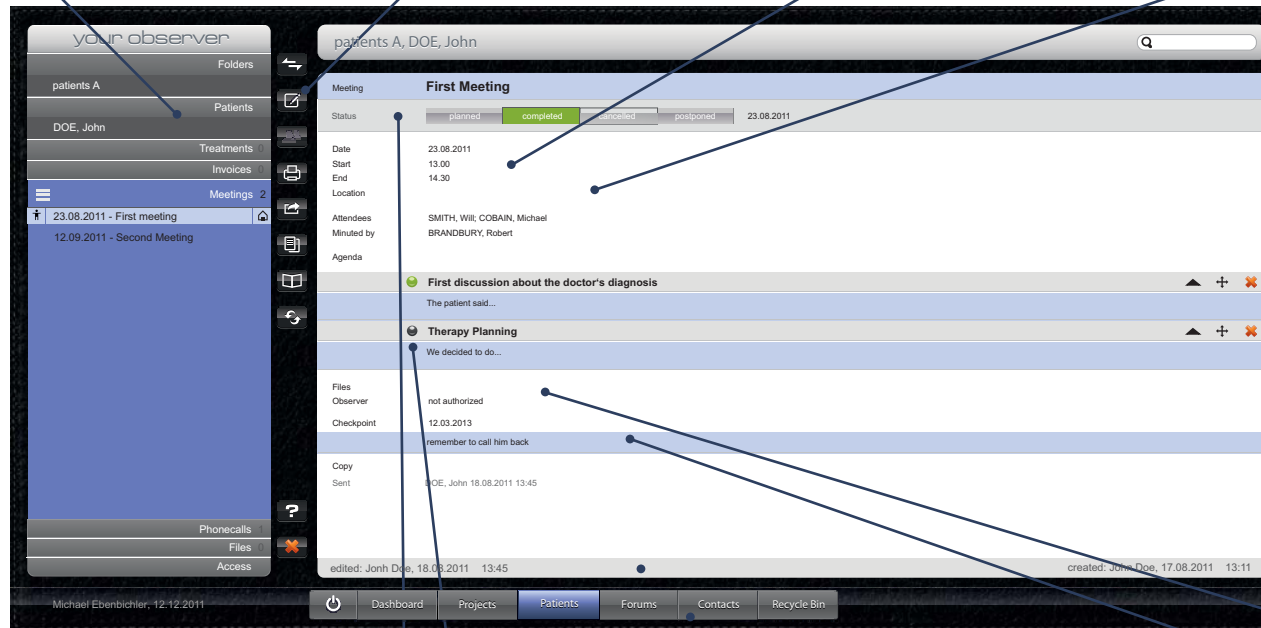 your observer
Folders
patients A
Patients
DOE, John
Treatments 0
Invoices 0
Meetings 2
23.08.2011 - First meeting
12.09.2011 - Second Meeting
Phonecalls 1
Files 0
Access
Michael Ebenbichler, 12.12.2011
patients A, DOE, John
Meeting First Meeting
Status planned completed cancelled postponed 23.08.2011
Date 23.08.2011
Start 13.00
End 14.30
Location
Attendees SMITH, Will; COBAIN, Michael
Minuted by BRANDBURY, Robert
Agenda
First discussion about the doctor's diagnosis
The patient said...
Therapy Planning
We decided to do...
Files
Observer not authorized
Checkpoint 12.03.2013
remember to call him back
Copy
Sent DOE, John 18.08.2011 13:45
edited: Jonh Doe, 18.08.2011 13:45 created: John Doe, 17.08.2011 13:11
Dashboard Projects Patients Forums Contacts Recycle Bin